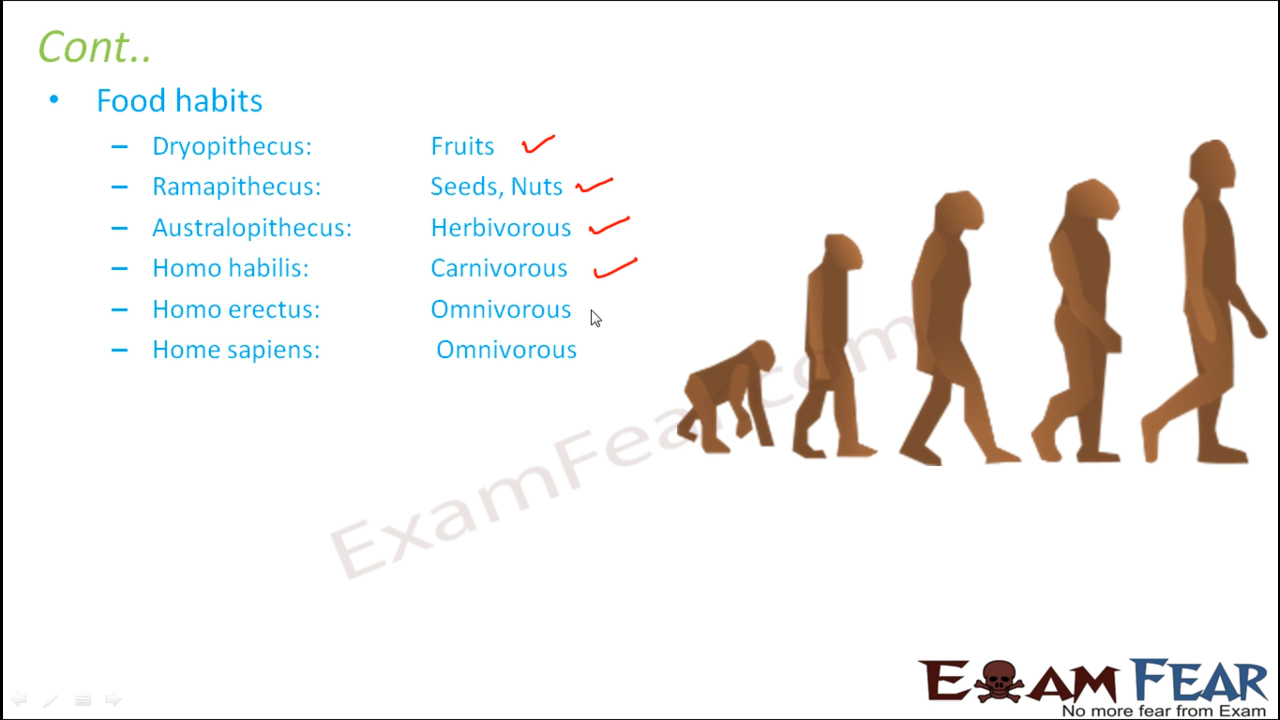 Cont..
• Food habits
– Dryopithecus: Fruits
– Ramapithecus: Seeds, Nuts
– Australopithecus: Herbivorous
– Homo habilis: Carnivorous
– Homo erectus: Omnivorous
– Home sapiens: Omnivorous
ExamFear.com
EXAM FEAR
No more fear from Exam